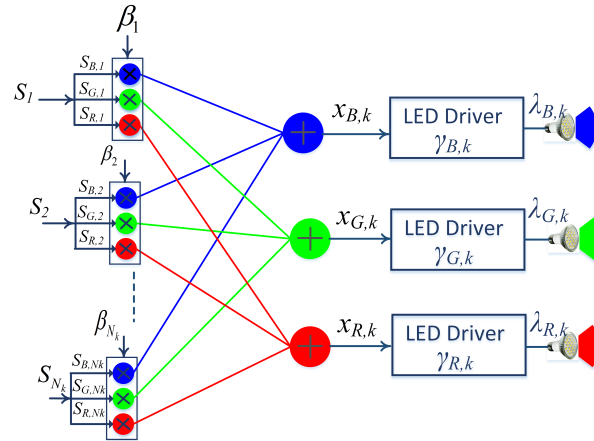 β1
S1
SB,1
SG,1
SR,1
β2
S2
SB,2
SG,2
SR,2
βNk
SNk
SB,Nk
SG,Nk
SR,Nk
xB,k
LED Driver
γB,k
λB,k
xG,k
LED Driver
γG,k
λG,k
xR,k
LED Driver
γR,k
λR,k